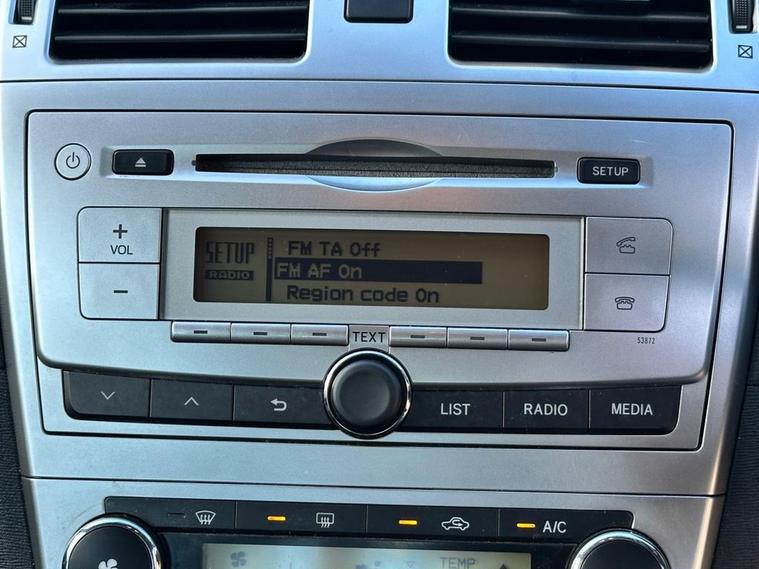 SETUP
+
VOL
-
SETUP
RADIO
FM TA Off
FM AF On
Region code On
TEXT
53872
LIST
RADIO
MEDIA
A/C
TEMP